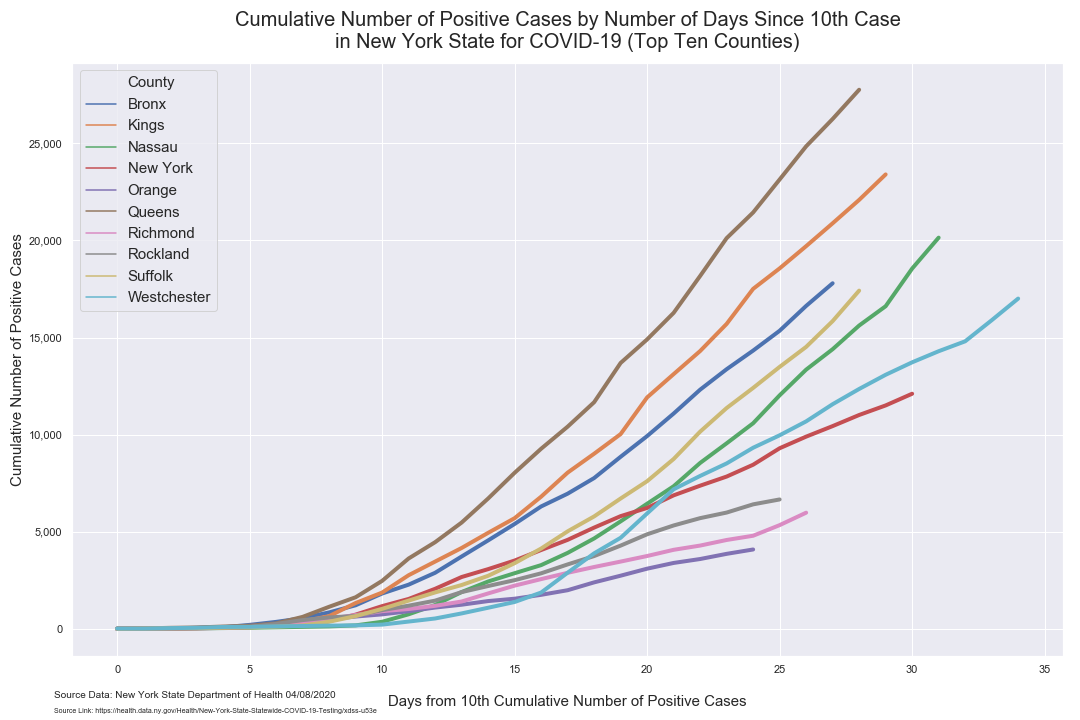 Cumulative Number of Positive Cases by Number of Days Since 10th Case
in New York State for COVID-19 (Top Ten Counties)
County
Bronx
Kings
Nassau
New York
Orange
Queens
Richmond
Rockland
Suffolk
Westchester
Cumulative Number of Positive Cases
25,000
20,000
15,000
10,000
5,000
0
0 5 10 15 20 25 30 35
Days from 10th Cumulative Number of Positive Cases
Source Data: New York State Department of Health 04/08/2020
Source Link: https://health.data.ny.gov/Health/New-York-State-Statewide-COVID-19-Testing/xdss-u53e